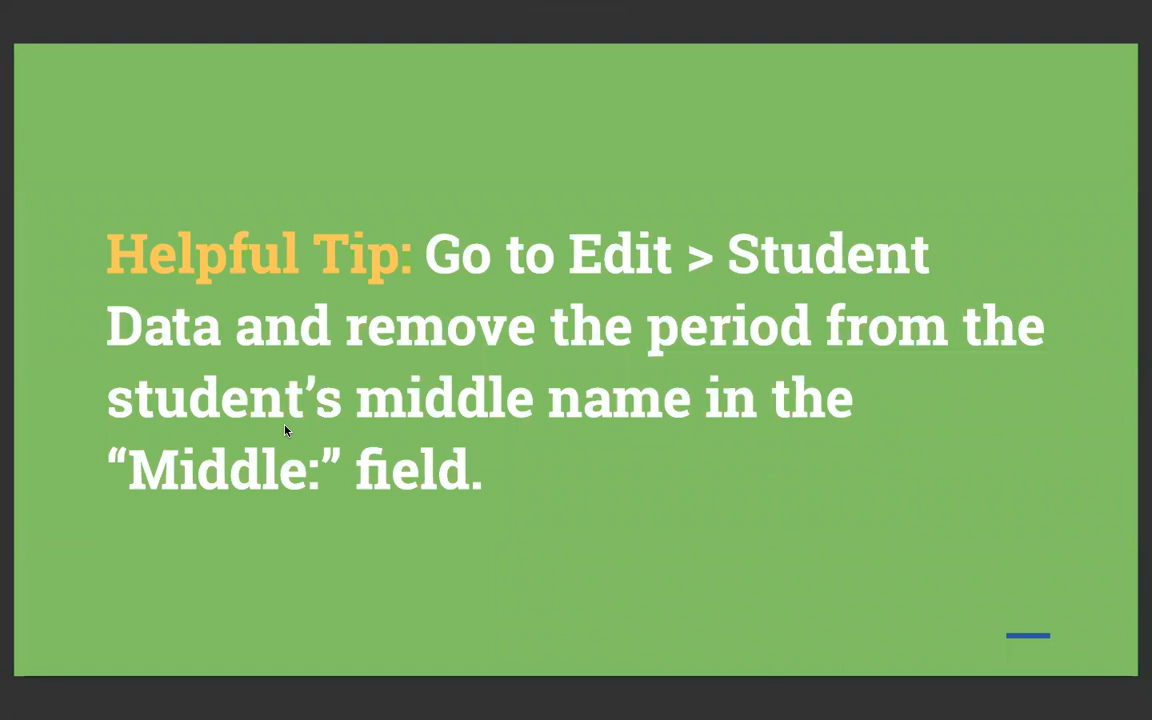 Helpful Tip: Go to Edit > Student
Data and remove the period from the
student’s middle name in the
“Middle:” field.